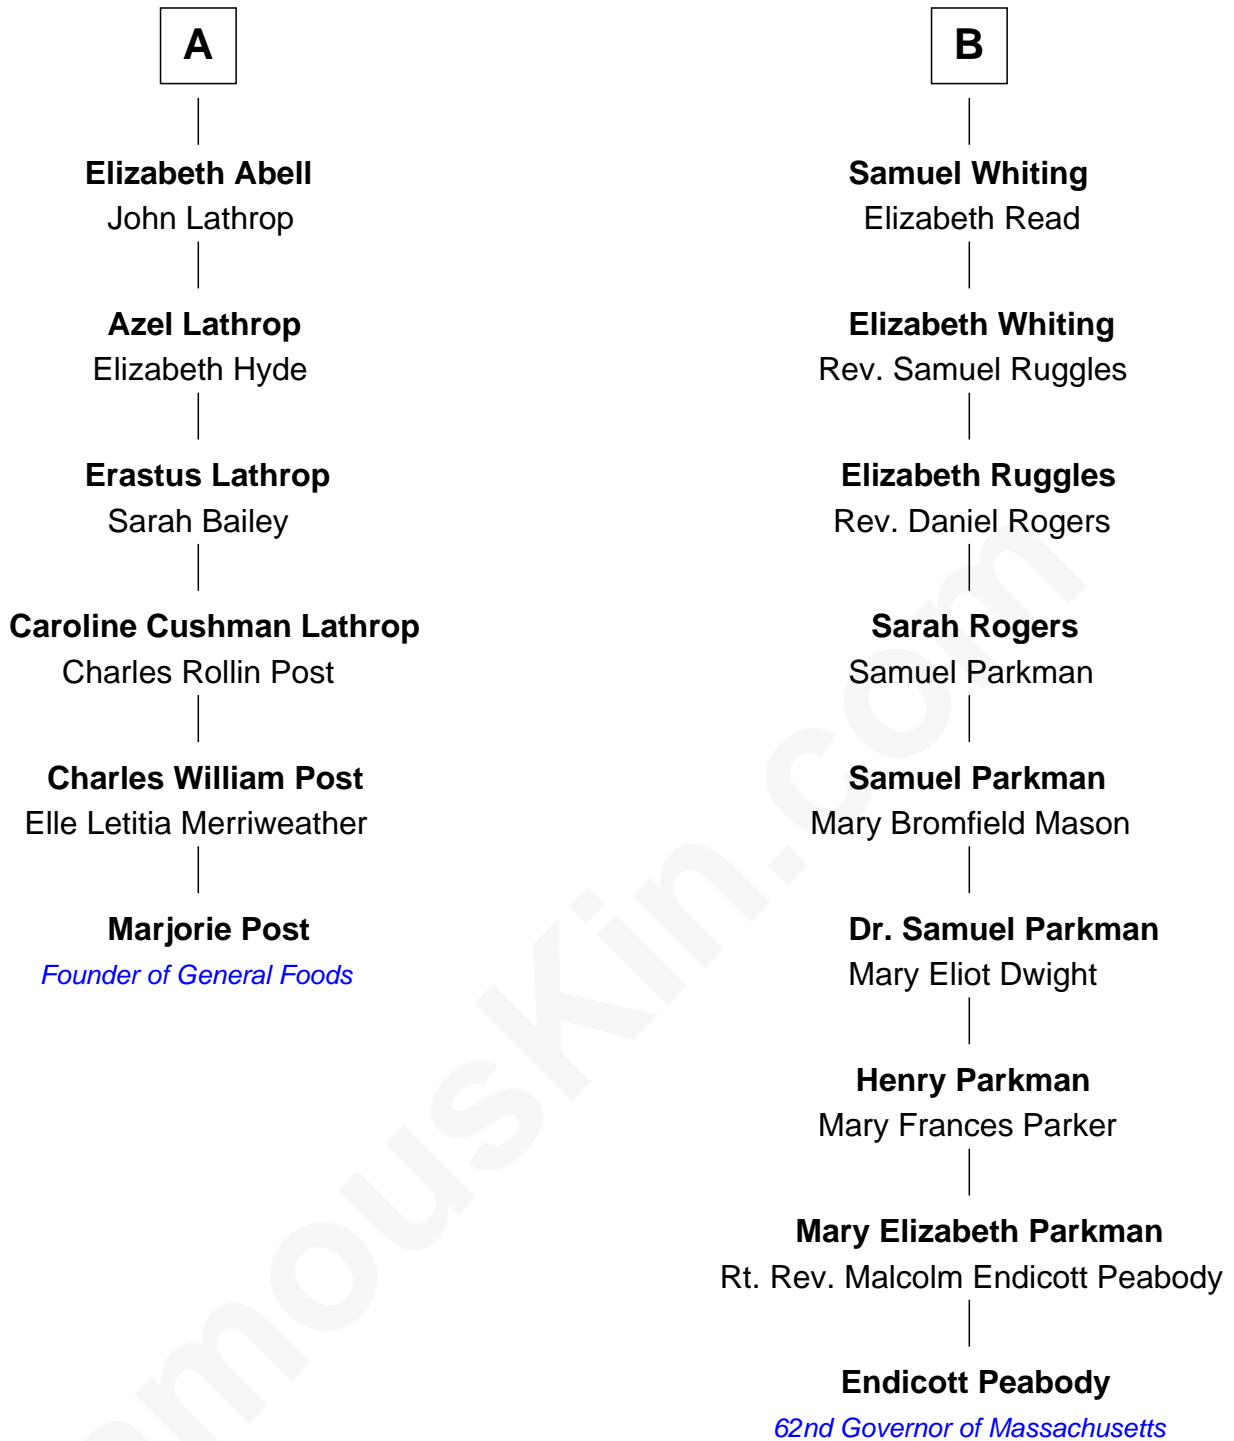 A
Elizabeth Abell
John Lathrop
Azel Lathrop
Elizabeth Hyde
Erastus Lathrop
Sarah Bailey
Caroline Cushman Lathrop
Charles Rollin Post
Charles William Post
Elle Letitia Merriweather
Marjorie Post
Founder of General Foods
B
Samuel Whiting
Elizabeth Read
Elizabeth Whiting
Rev. Samuel Ruggles
Elizabeth Ruggles
Rev. Daniel Rogers
Sarah Rogers
Samuel Parkman
Samuel Parkman
Mary Bromfield Mason
Dr. Samuel Parkman
Mary Eliot Dwight
Henry Parkman
Mary Frances Parker
Mary Elizabeth Parkman
Rt. Rev. Malcolm Endicott Peabody
Endicott Peabody
62nd Governor of Massachusetts
amouskin.com